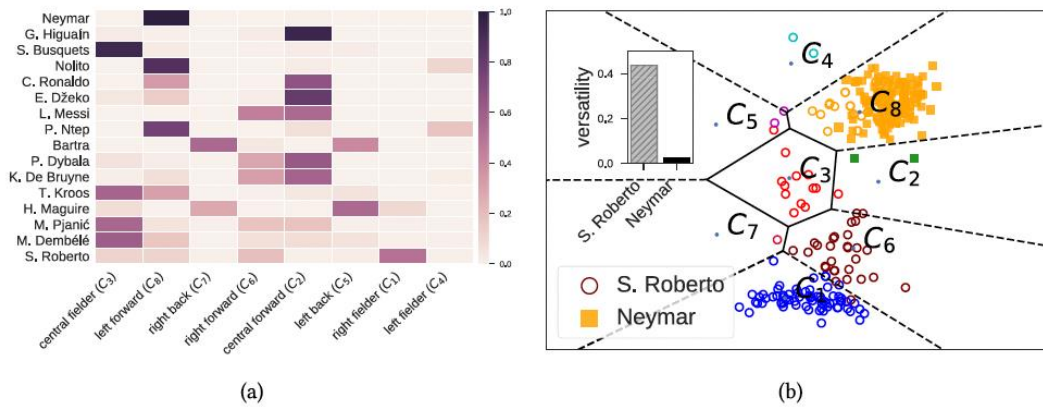 Neymar
G. Higuaín
S. Busquets
Nolito
C. Ronaldo
E. Džeko
L. Messi
P. Ntep
Bartra
P. Dybala
K. De Bruyne
T. Kroos
H. Maguire
M. Pjanić
M. Dembélé
S. Roberto
central fielder (C₃)
left forward (C₈)
right back (C₇)
right forward (C₆)
central forward (C₂)
left back (C₅)
right fielder (C₁)
left fielder (C₄)
1.0
0.8
0.6
0.4
0.2
0.0
(a)
versatility
0.4
0.2
0.0
S. Roberto
Neymar
C₄
C₈
C₅
C₃
C₂
C₇
C₆
C₁
S. Roberto
Neymar
(b)